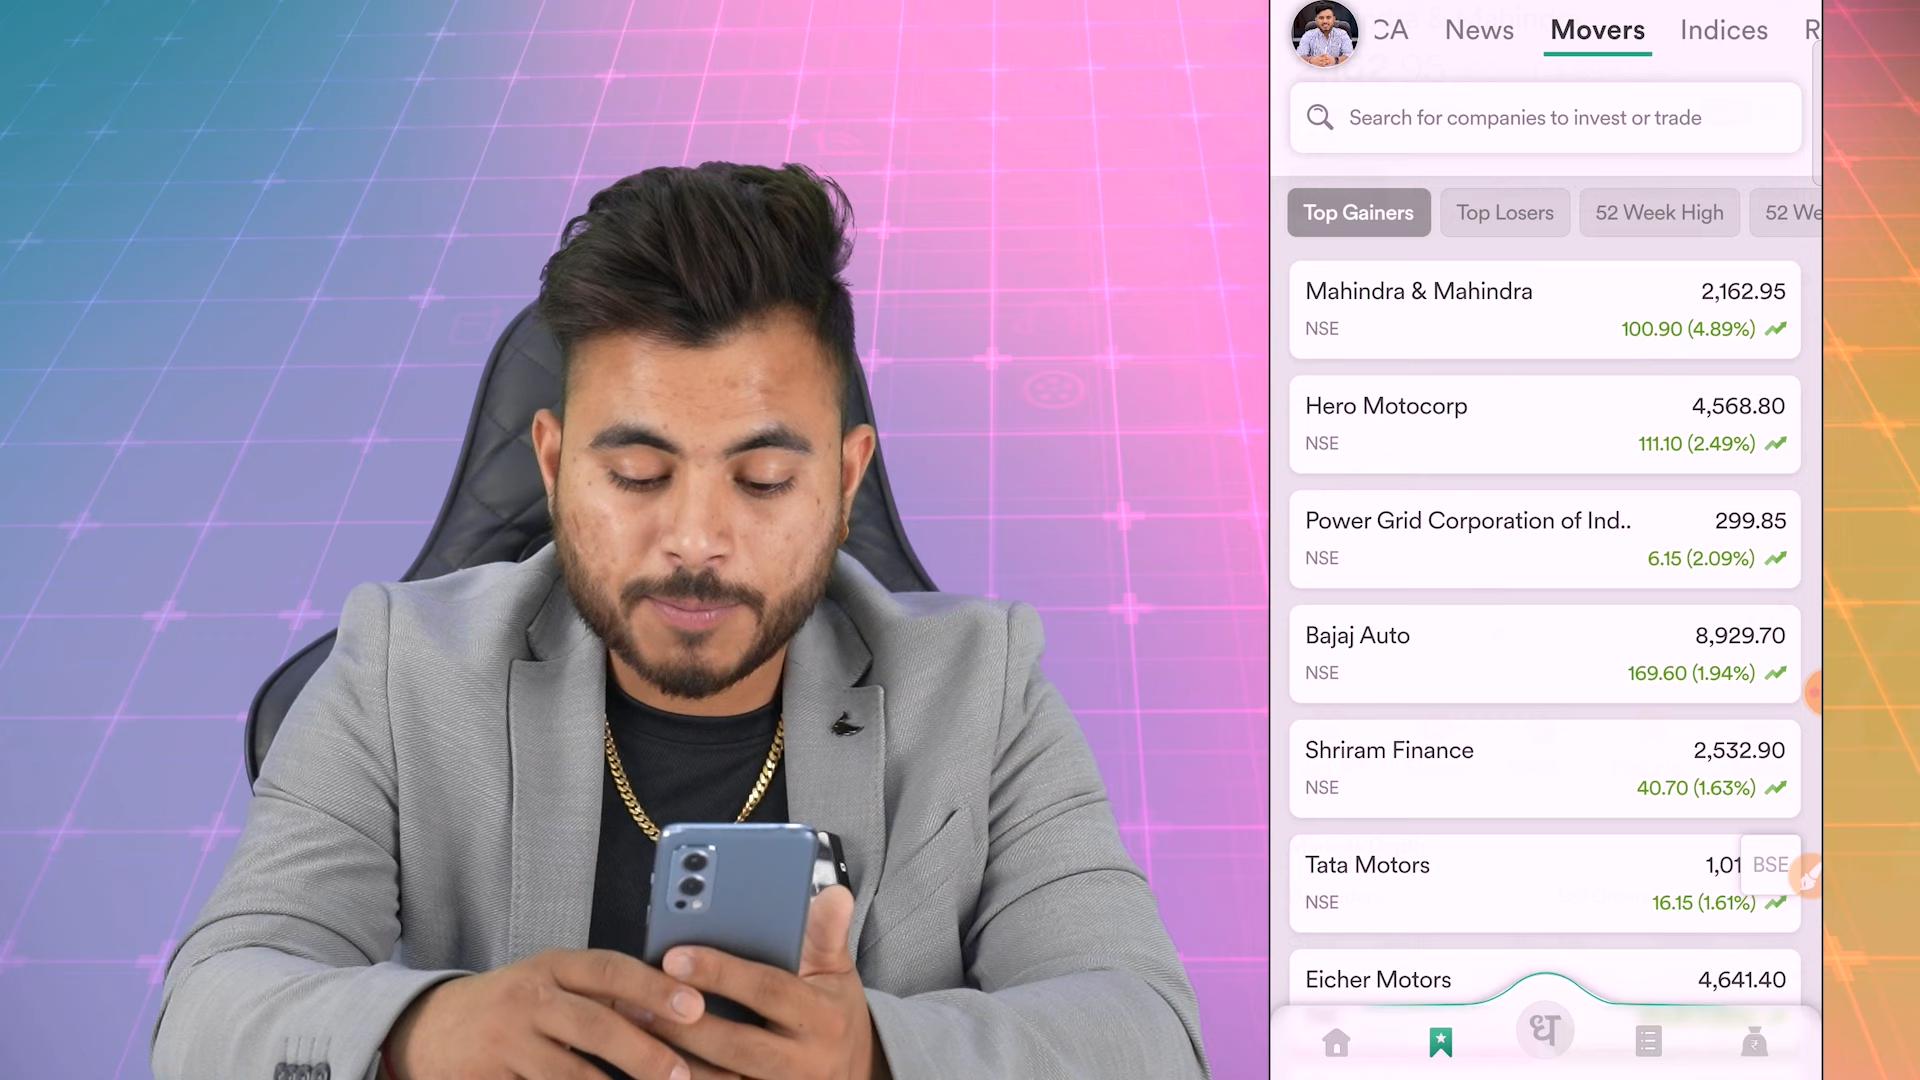 CA News Movers Indices R
Search for companies to invest or trade
Top Gainers Top Losers 52 Week High 52 We
Mahindra & Mahindra 2,162.95
NSE 100.90 (4.89%)
Hero Motocorp 4,568.80
NSE 111.10 (2.49%)
Power Grid Corporation of Ind.. 299.85
NSE 6.15 (2.09%)
Bajaj Auto 8,929.70
NSE 169.60 (1.94%)
Shriram Finance 2,532.90
NSE 40.70 (1.63%)
Tata Motors 1,01 BSE
NSE 16.15 (1.61%)
Eicher Motors 4,641.40
ध